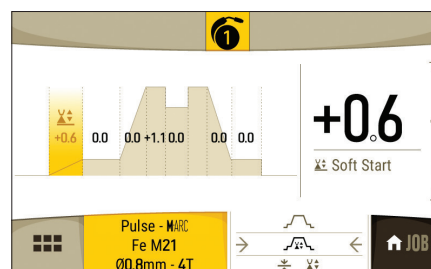 1
+0.6 0.0 0.0 +1.1 0.0 0.0 0.0
+0.6
Soft Start
Pulse - MARC
Fe M21
Ø0.8mm - 4T
JOB